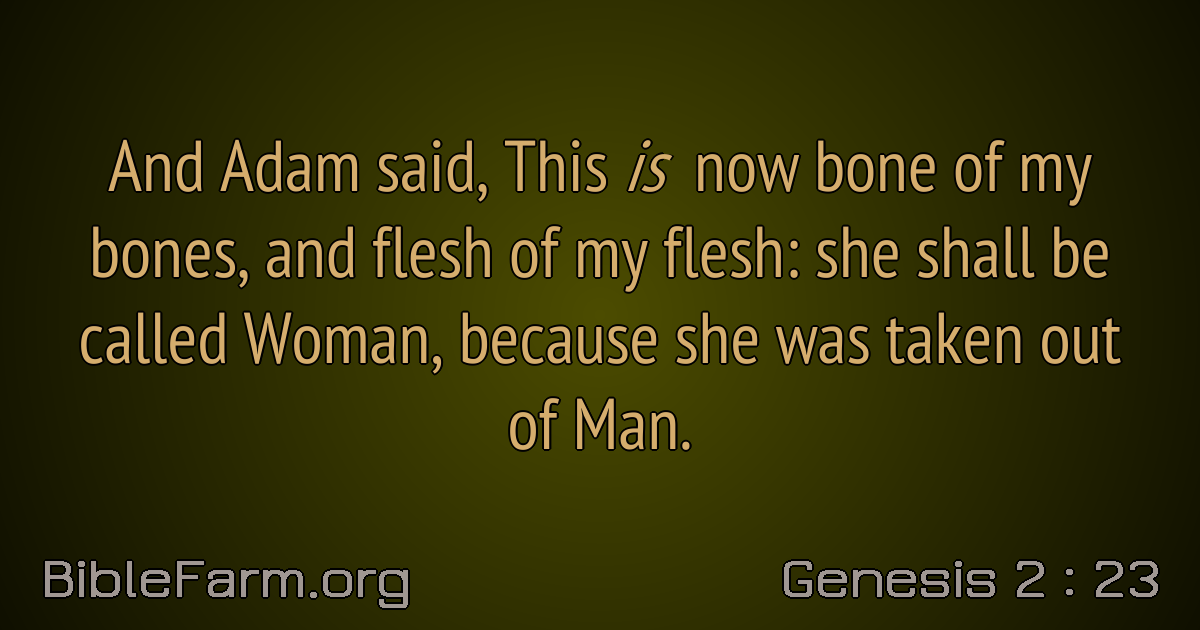 And Adam said, This is now bone of my
bones, and flesh of my flesh: she shall be
called Woman, because she was taken out
of Man.
BibleFarm.org
Genesis 2 : 23